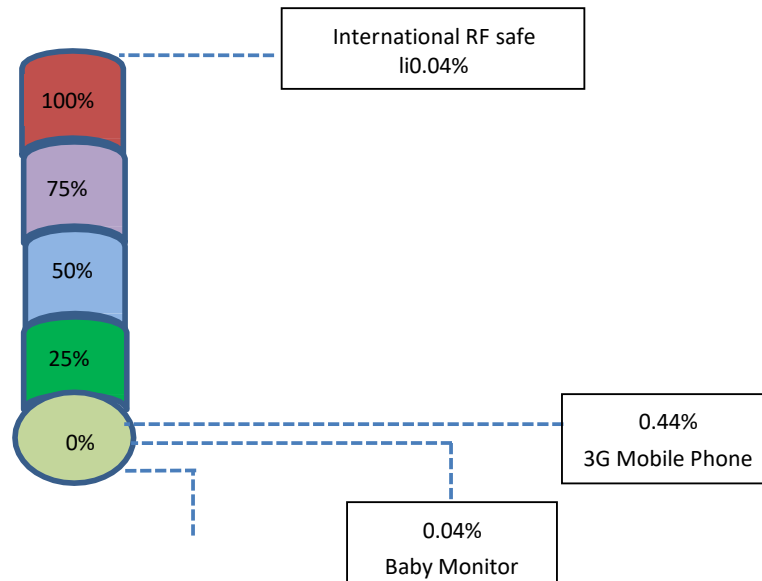 International RF safe
li0.04%
100%
75%
50%
25%
0%
0.44%
3G Mobile Phone
0.04%
Baby Monitor